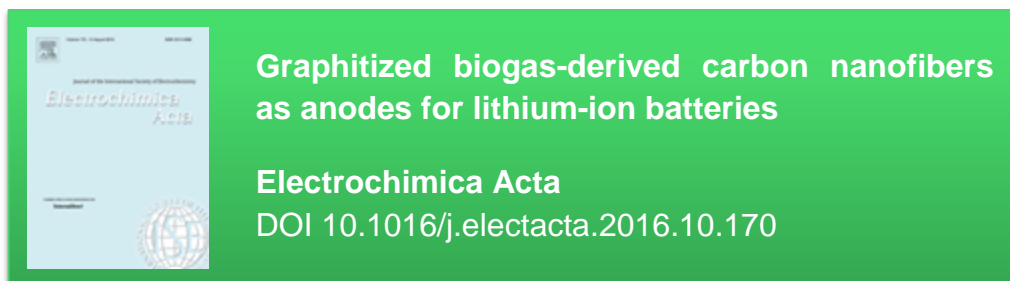 Electrochimica
Acta
Graphitized biogas-derived carbon nanofibers
as anodes for lithium-ion batteries
Electrochimica Acta
DOI 10.1016/j.electacta.2016.10.170